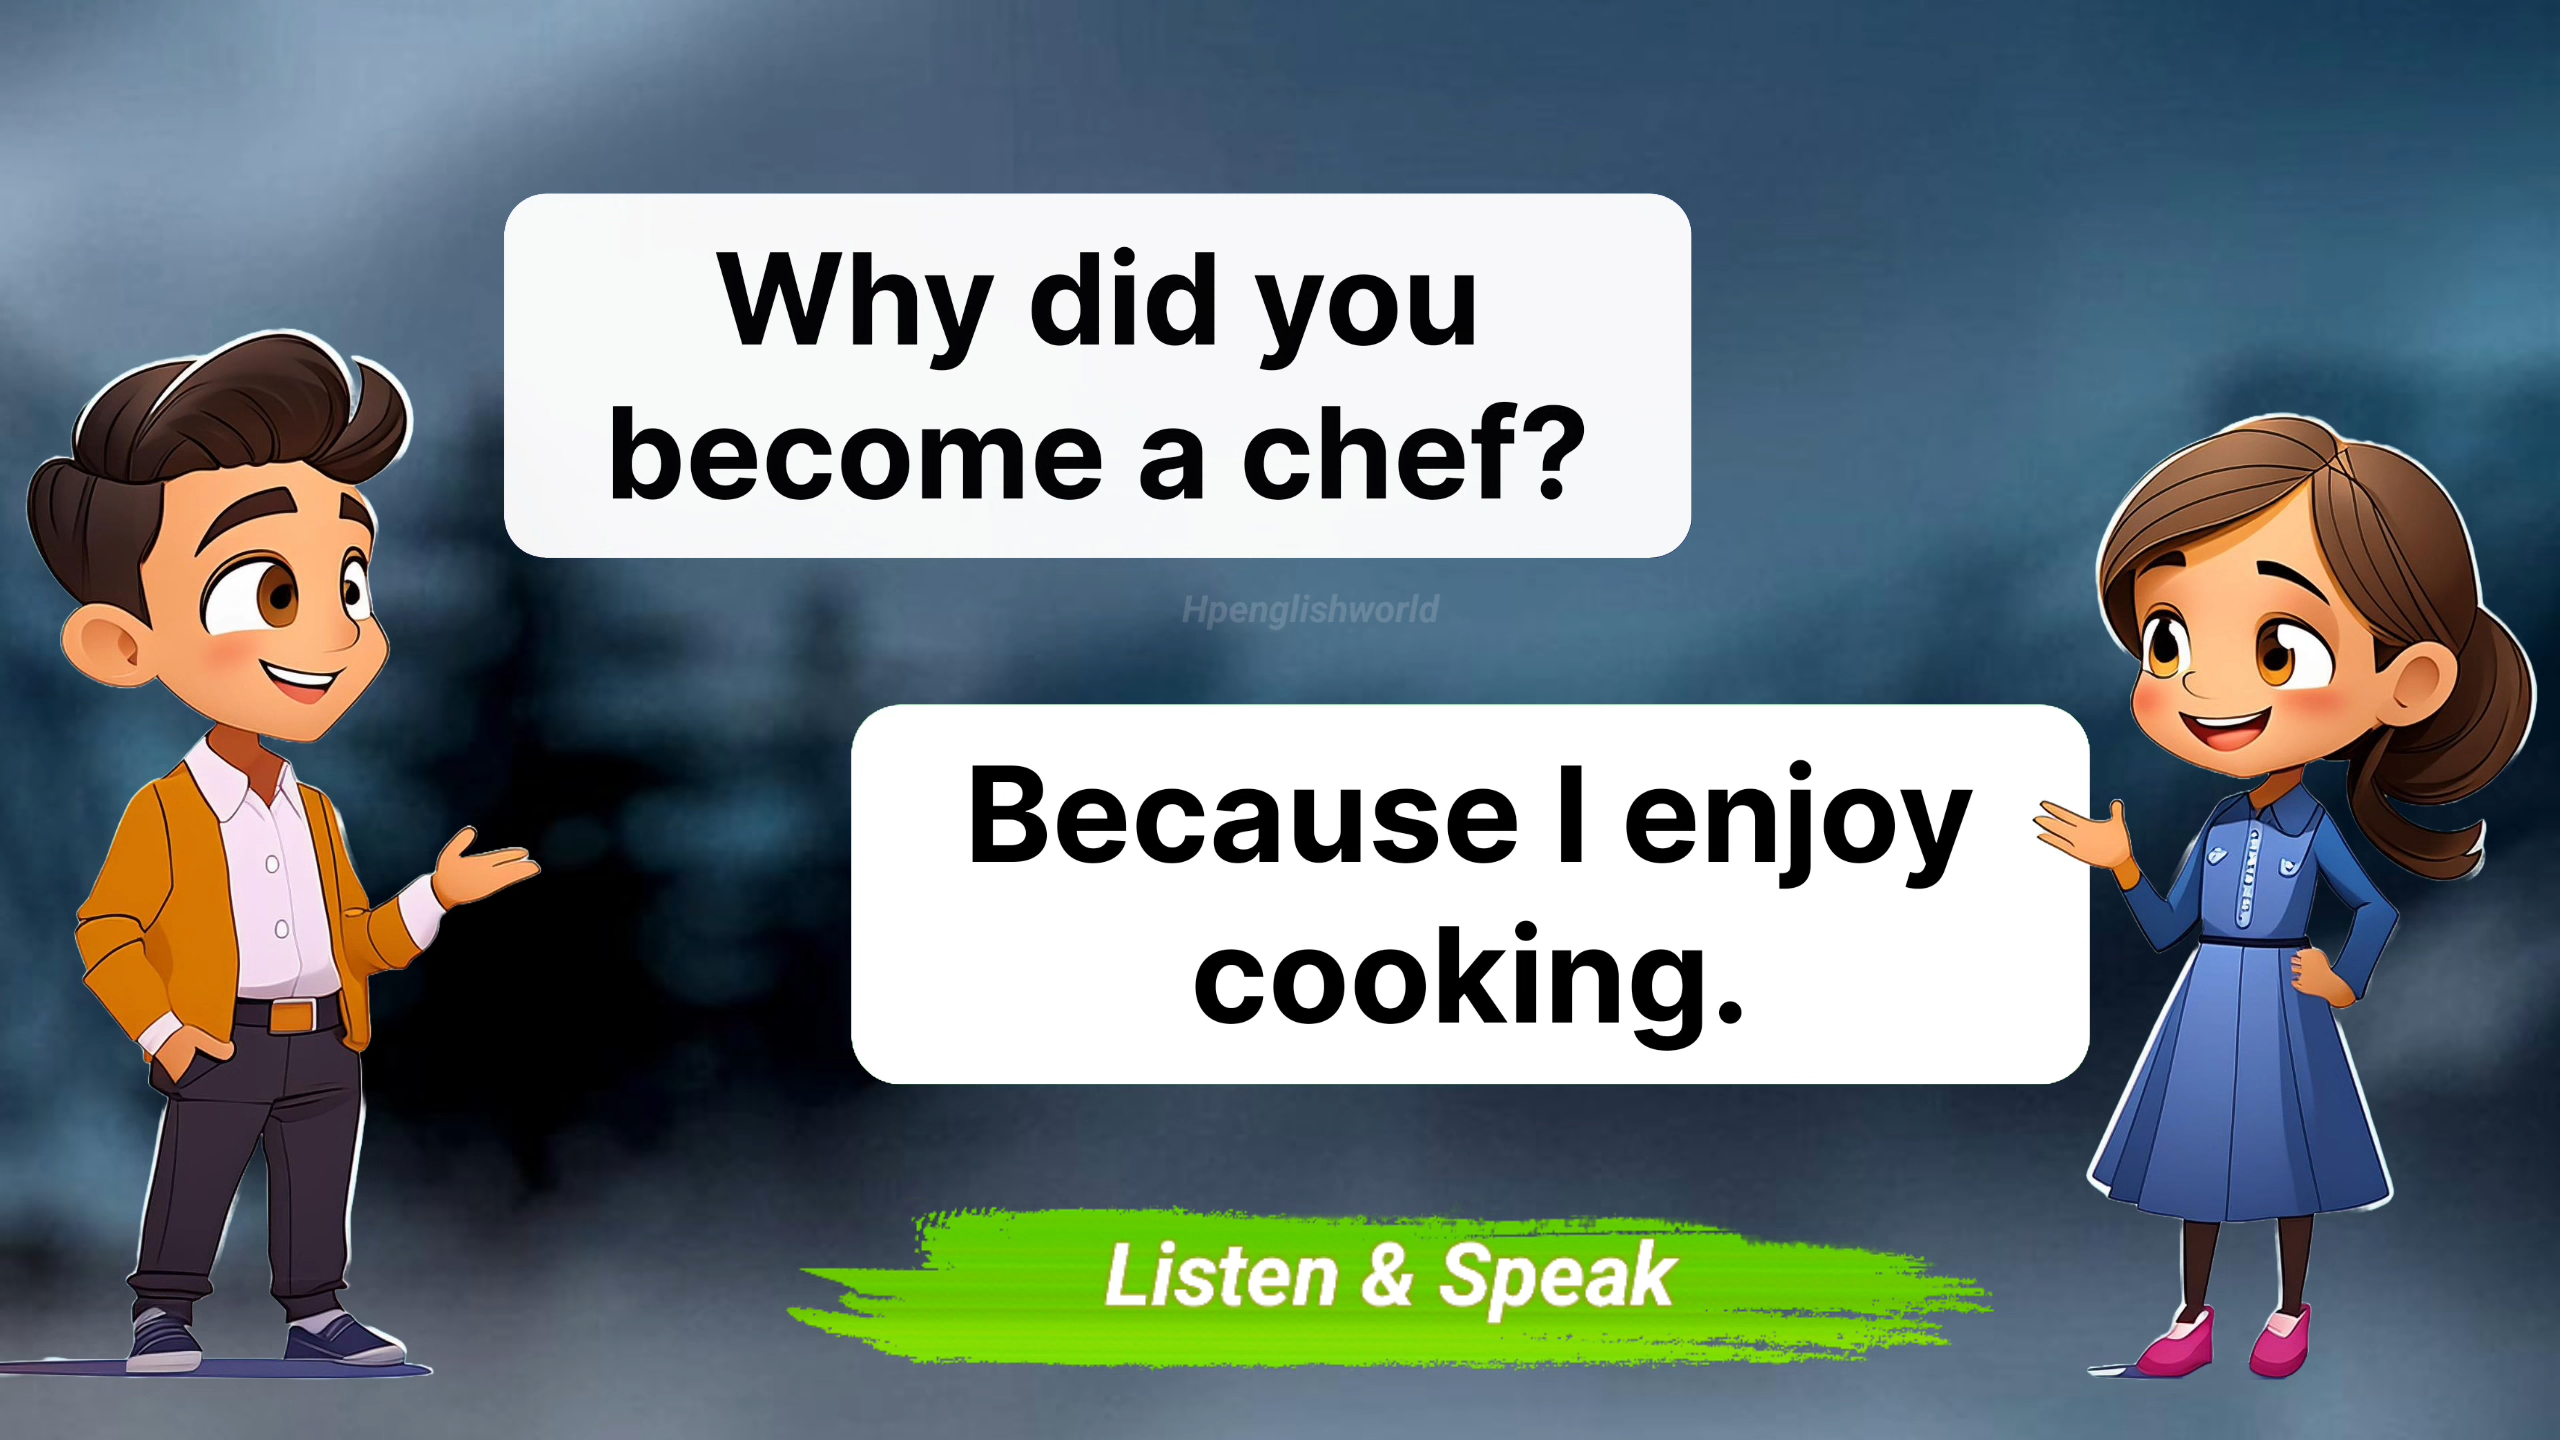 Why did you
become a chef?
Hpenglishworld
Because I enjoy
cooking.
Listen & Speak